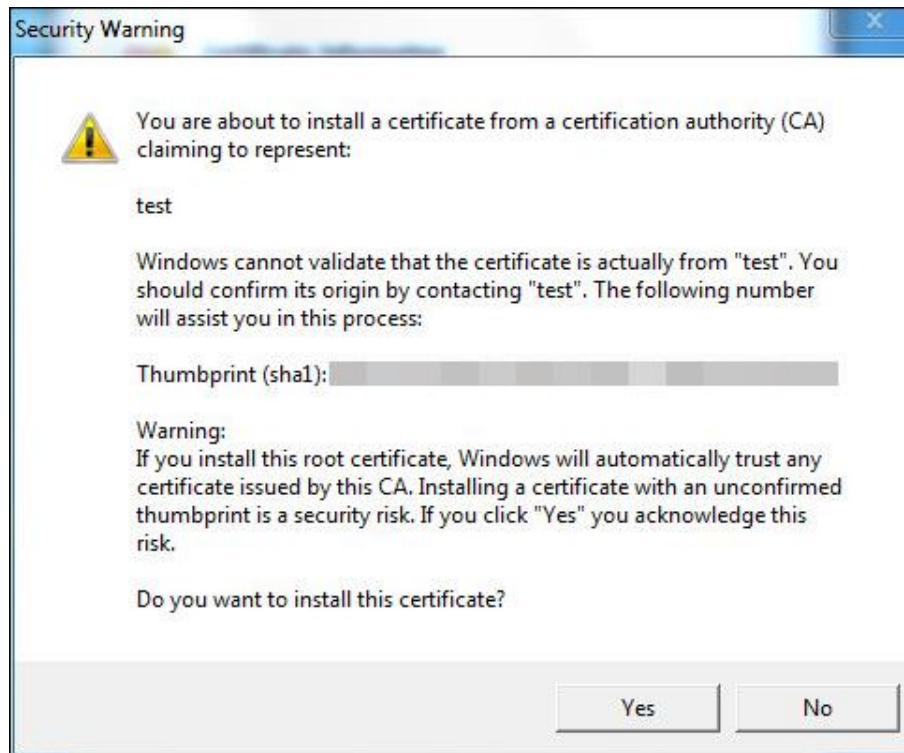 Security Warning
You are about to install a certificate from a certification authority (CA)
claiming to represent:
test
Windows cannot validate that the certificate is actually from "test". You
should confirm its origin by contacting "test". The following number
will assist you in this process:
Thumbprint (sha1):
Warning:
If you install this root certificate, Windows will automatically trust any
certificate issued by this CA. Installing a certificate with an unconfirmed
thumbprint is a security risk. If you click "Yes" you acknowledge this
risk.
Do you want to install this certificate?
Yes
No